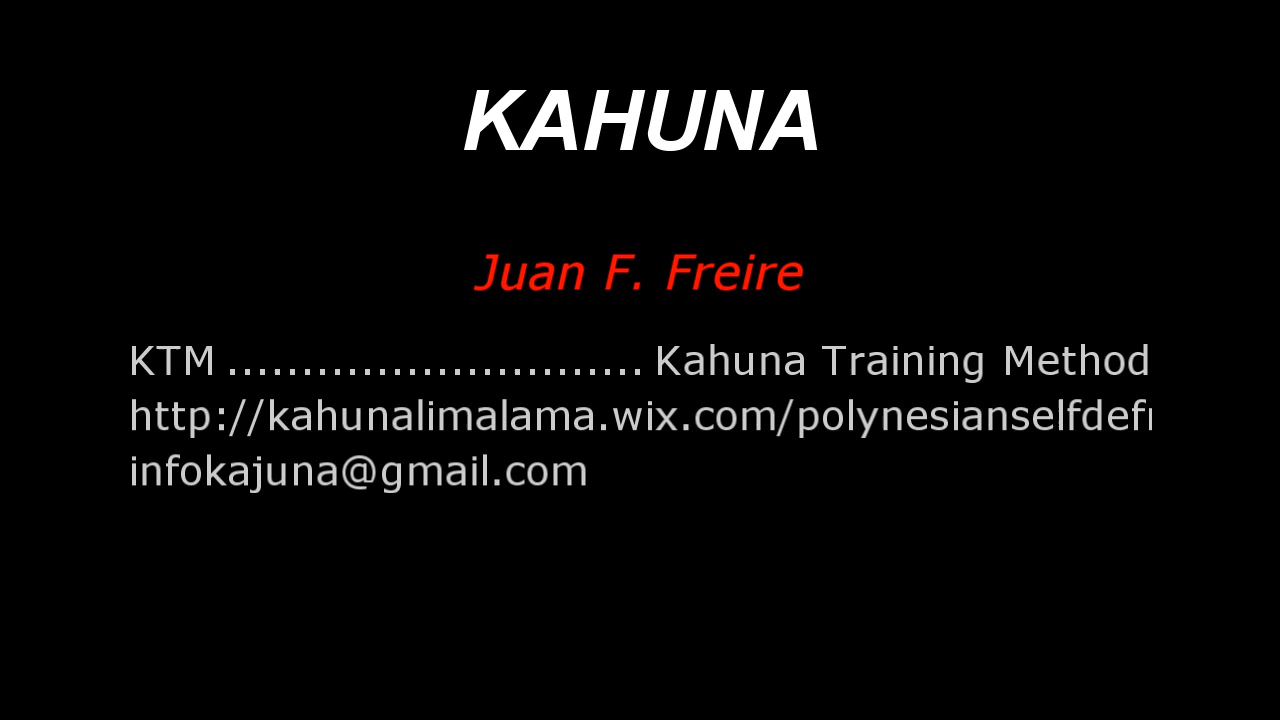 KAHUNA
Juan F. Freire
KTM ............................ Kahuna Training Method
http://kahunalimalama.wix.com/polynesianselfdef
infokajuna@gmail.com